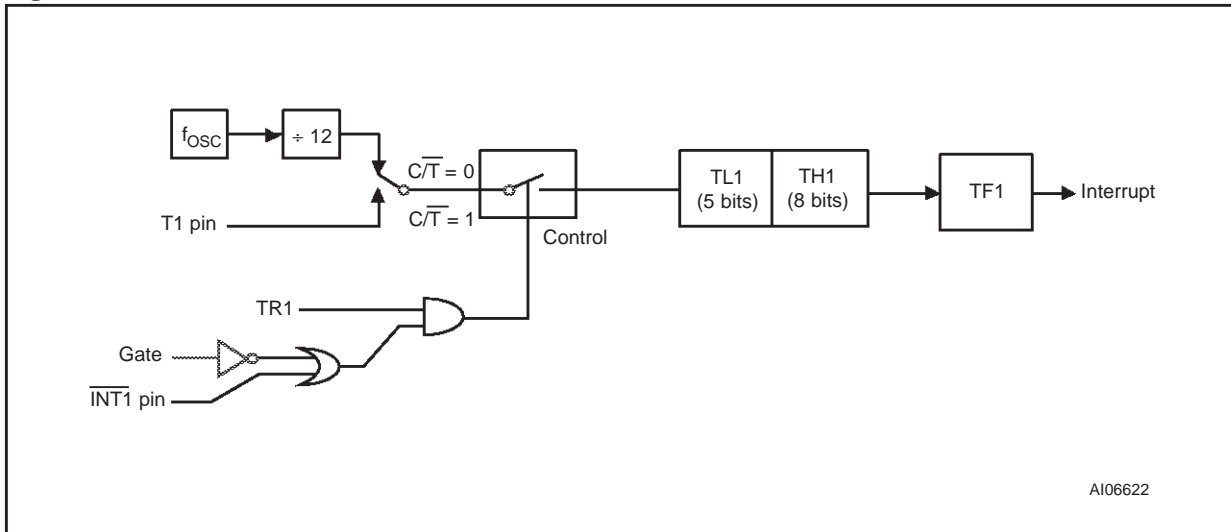 fOSC
÷ 12
C/T̅ = 0
T1 pin
C/T̅ = 1
Control
TL1
(5 bits)
TH1
(8 bits)
TF1
Interrupt
TR1
Gate
I̅N̅T̅1̅ pin
AI06622